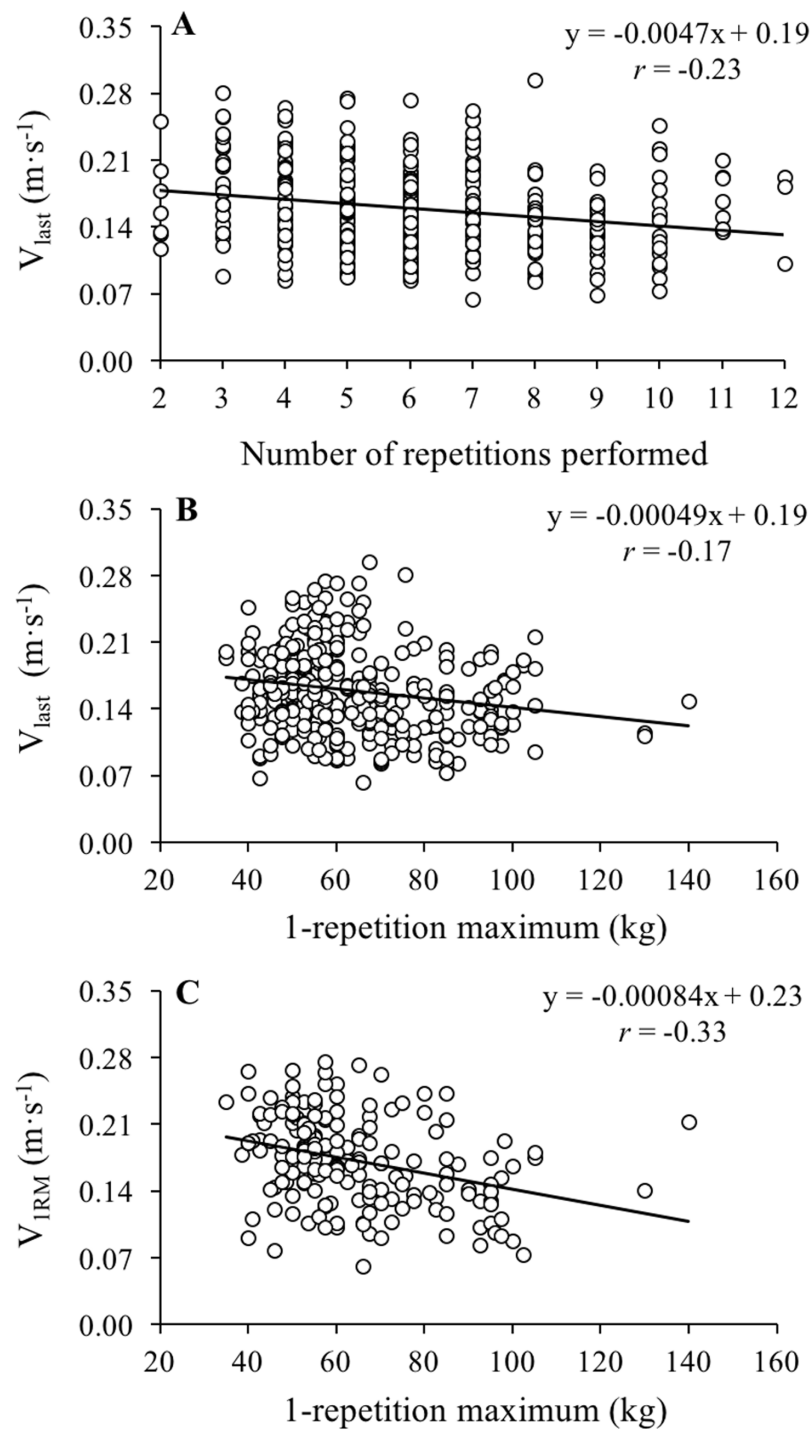 A
y = -0.0047x + 0.19
r = -0.23
Vlast (m·s-1)
0.35
0.28
0.21
0.14
0.07
0.00
2 3 4 5 6 7 8 9 10 11 12
Number of repetitions performed
B
y = -0.00049x + 0.19
r = -0.17
Vlast (m·s-1)
0.35
0.28
0.21
0.14
0.07
0.00
20 40 60 80 100 120 140 160
1-repetition maximum (kg)
C
y = -0.00084x + 0.23
r = -0.33
V1RM (m·s-1)
0.35
0.28
0.21
0.14
0.07
0.00
20 40 60 80 100 120 140 160
1-repetition maximum (kg)